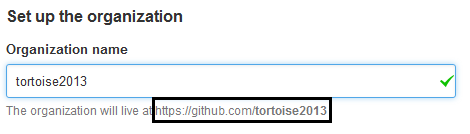 Set up the organization
Organization name
tortoise2013
The organization will live at https://github.com/tortoise2013